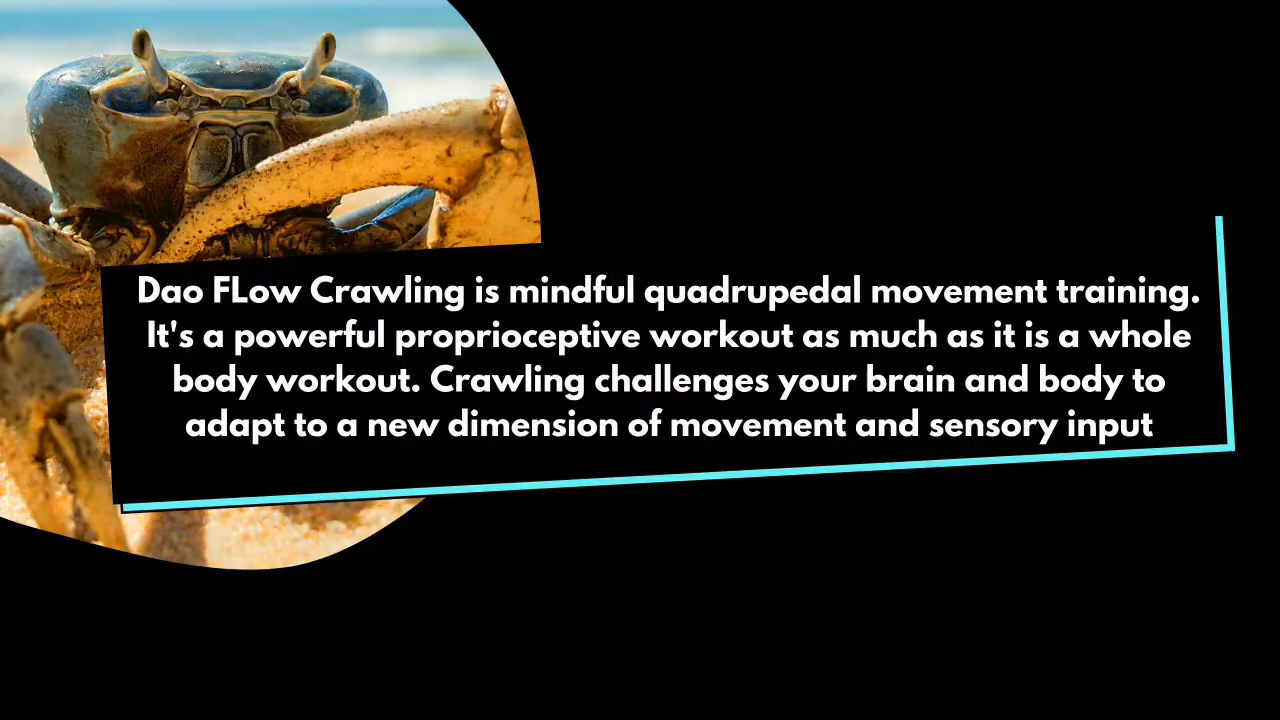 Dao FLow Crawling is mindful quadrupedal movement training.
It's a powerful proprioceptive workout as much as it is a whole
body workout. Crawling challenges your brain and body to
adapt to a new dimension of movement and sensory input